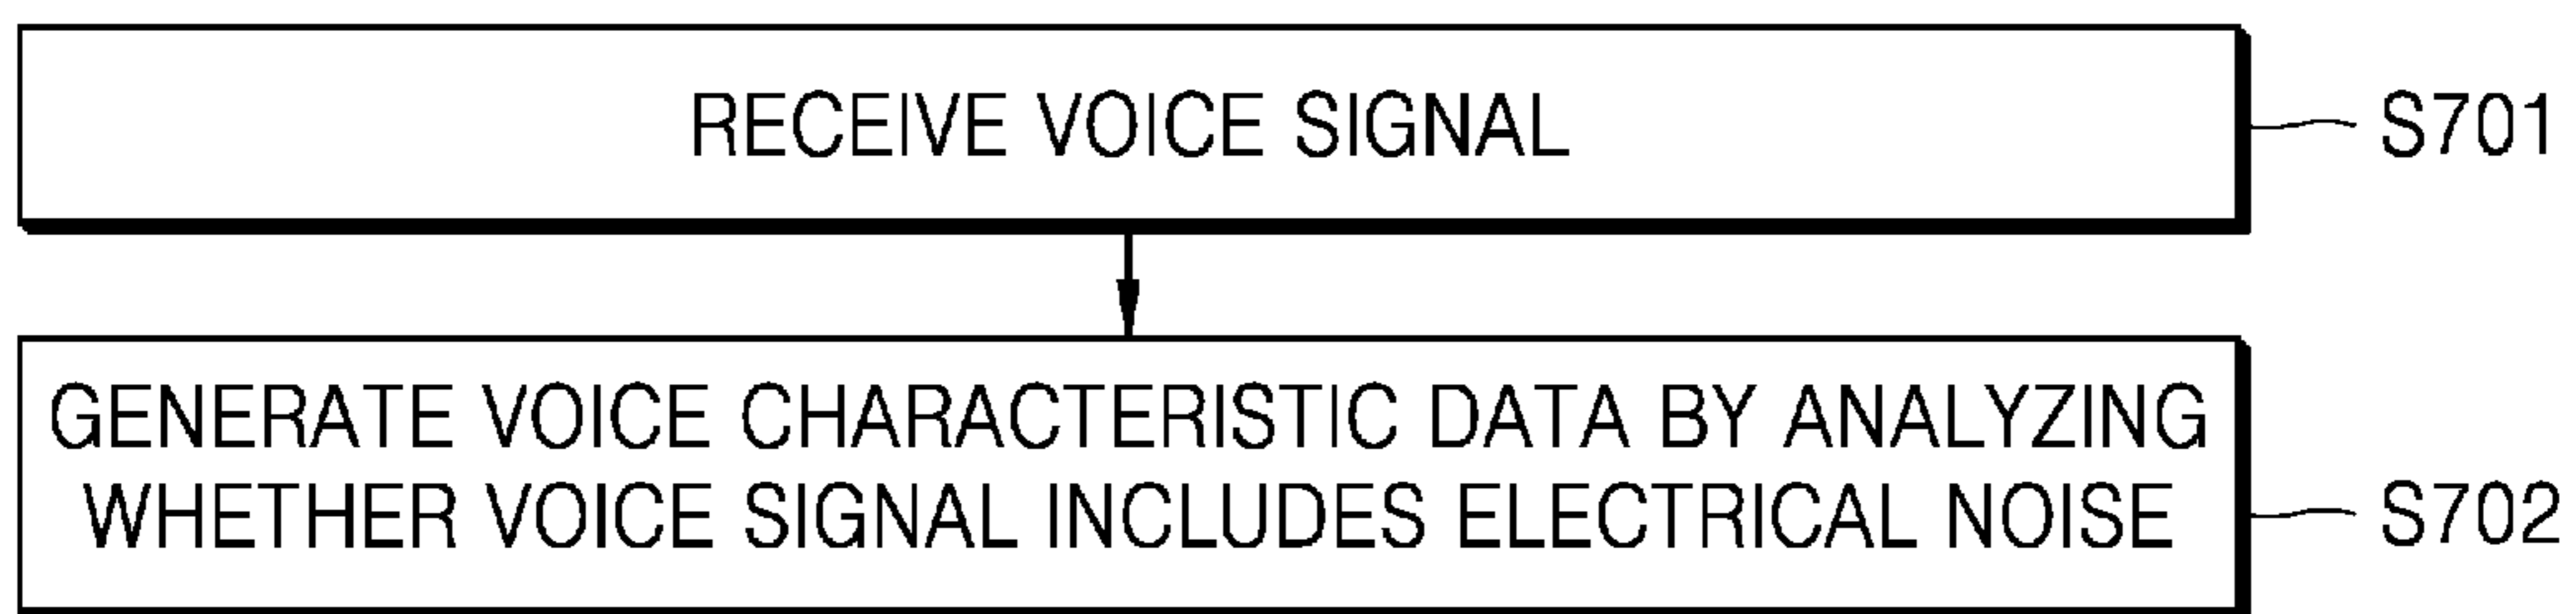 RECEIVE VOICE SIGNAL
S701
GENERATE VOICE CHARACTERISTIC DATA BY ANALYZING
WHETHER VOICE SIGNAL INCLUDES ELECTRICAL NOISE
S702